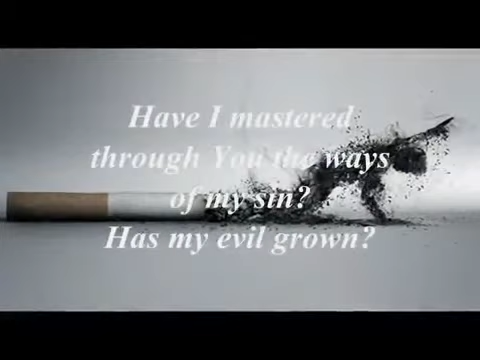 Have I mastered
through You the ways
of my sin?
Has my evil grown?